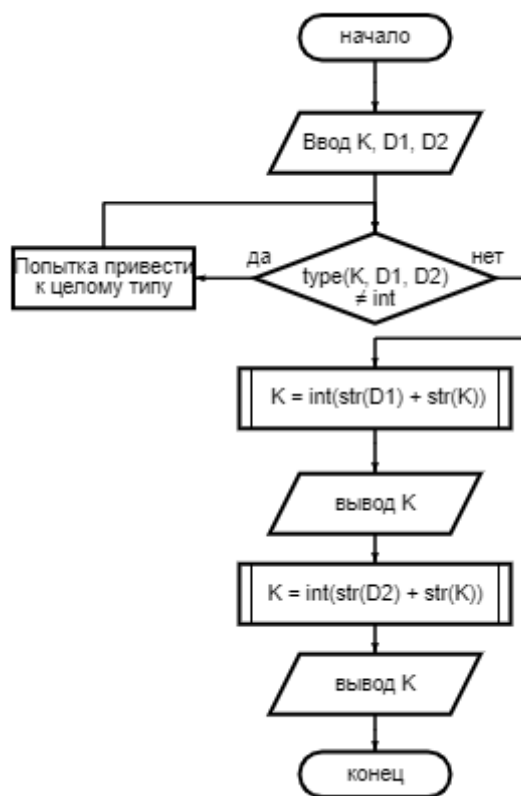 начало
Ввод K, D1, D2
да
нет
Попытка привести
к целому типу
type(K, D1, D2)
≠ int
K = int(str(D1) + str(K))
вывод K
K = int(str(D2) + str(K))
вывод K
конец